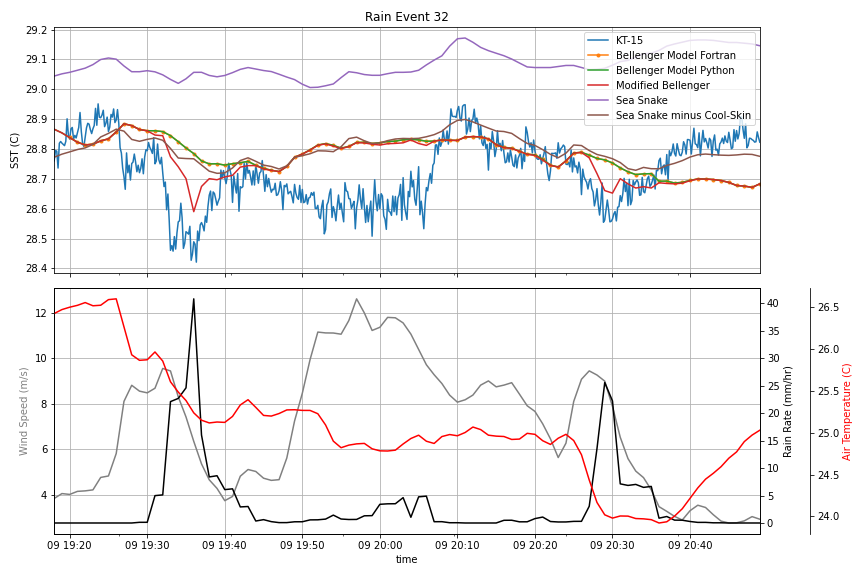 Rain Event 32
29.2
29.1
29.0
28.9
28.8
28.7
28.6
28.5
28.4
SST (C)
KT-15
Bellenger Model Fortran
Bellenger Model Python
Modified Bellenger
Sea Snake
Sea Snake minus Cool-Skin
12
10
8
6
4
Wind Speed (m/s)
40
35
30
25
20
15
10
5
0
Rain Rate (mm/hr)
26.5
26.0
25.5
25.0
24.5
24.0
Air Temperature (C)
09 19:20 09 19:30 09 19:40 09 19:50 09 20:00 09 20:10 09 20:20 09 20:30 09 20:40
time